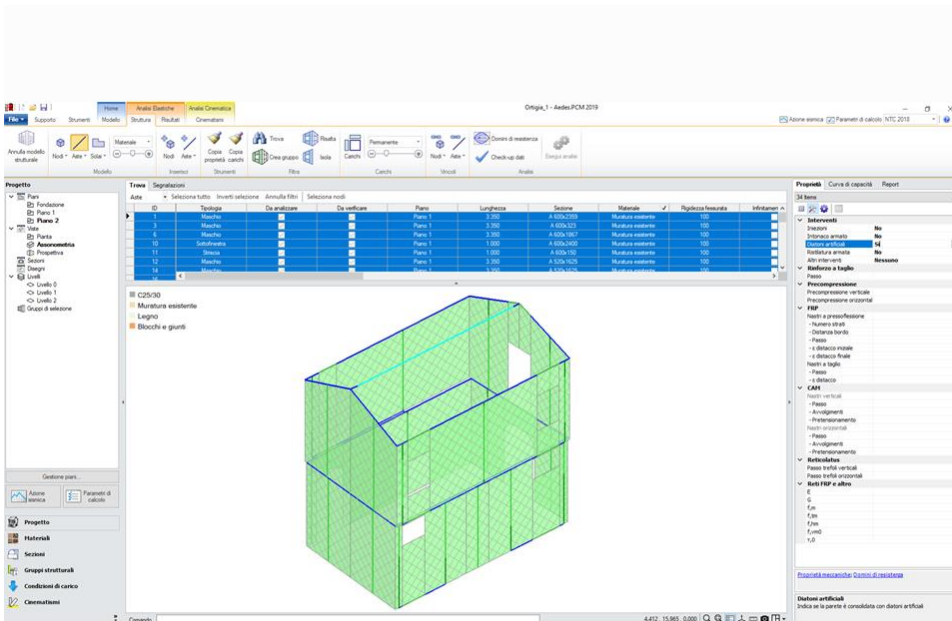 Home Analisi Elastiche Analisi Cinematica
Ortigia_1 - Aedes.PCM 2019
File Supporto Strumenti Modello Struttura Risultati Cinematismi
Azione sismica Parametri di calcolo NTC 2018
Annulla modello strutturale
Nodi Aste Solai
Materiale
Nodi Aste
Copia proprietà
Copia carichi
Trova
Crea gruppo
Risalta
Isola
Carichi
Permanente
Nodi Aste
Domini di resistenza
Check-up dati
Esegui analisi
Modello Inserisci Strumenti Filtra Carichi Vincoli Analisi
Progetto
Piani
Fondazione
Piano 1
Piano 2
Viste
Pianta
Assonometria
Prospettiva
Sezioni
Disegni
Livelli
Livello 0
Livello 1
Livello 2
Gruppi di selezione
Gestione piani...
Azione sismica
Parametri di calcolo
Progetto
Materiali
Sezioni
Gruppi strutturali
Condizioni di carico
Cinematismi
Trova Segnalazioni
Aste Seleziona tutto Inverti selezione Annulla filtri Seleziona nodi
ID Tipologia Da analizzare Da verificare Piano Lunghezza Sezione Materiale Rigidezza fessurata
1 Maschio Piano 1 3.350 Muratura esistente 100
3 Maschio Piano 1 3.350 A 600x325 Muratura esistente 100
6 Maschio Piano 1 3.350 A 600x1867 Muratura esistente 100
10 Sottofinestra Piano 1 1.000 A 600x2400 Muratura esistente 100
11 Striscia Piano 1 1.000 A 600x150 Muratura esistente 100
12 Maschio Piano 1 3.350 A 520x1625 Muratura esistente 100
14 Maschio Piano 1 3.350 A 520x1625 Muratura esistente 100
C25/30
Muratura esistente
Legno
Blocchi e giunti
Comando
4.412 15.965 0.000
Proprietà Curva di capacità Report
34 Items
Interventi
Iniezioni No
Intonaco armato No
Diatoni artificiali Sì
Ristilatura armata No
Altri interventi Nessuno
Rinforzo a taglio
Passo
Precompressione
Precompressione verticale
Precompressione orizzontal
FRP
Nastri a pressoflessione
- Numero strati
- Distanza bordo
- Passo
- ε distacco iniziale
- ε distacco finale
Nastri a taglio
- Passo
- ε distacco
CAM
Nastri verticali
- Passo
- Avvolgimenti
- Pretensionamento
Nastri orizzontali
- Passo
- Avvolgimenti
- Pretensionamento
Reticolatus
Passo trefoli verticali
Passo trefoli orizzontali
Reti FRP e altro
E
G
f,m
f,tm
f,hm
f,vm0
τ,0
Proprietà meccaniche; Domini di resistenza
Diatoni artificiali
Indica se la parete è consolidata con diatoni artificiali